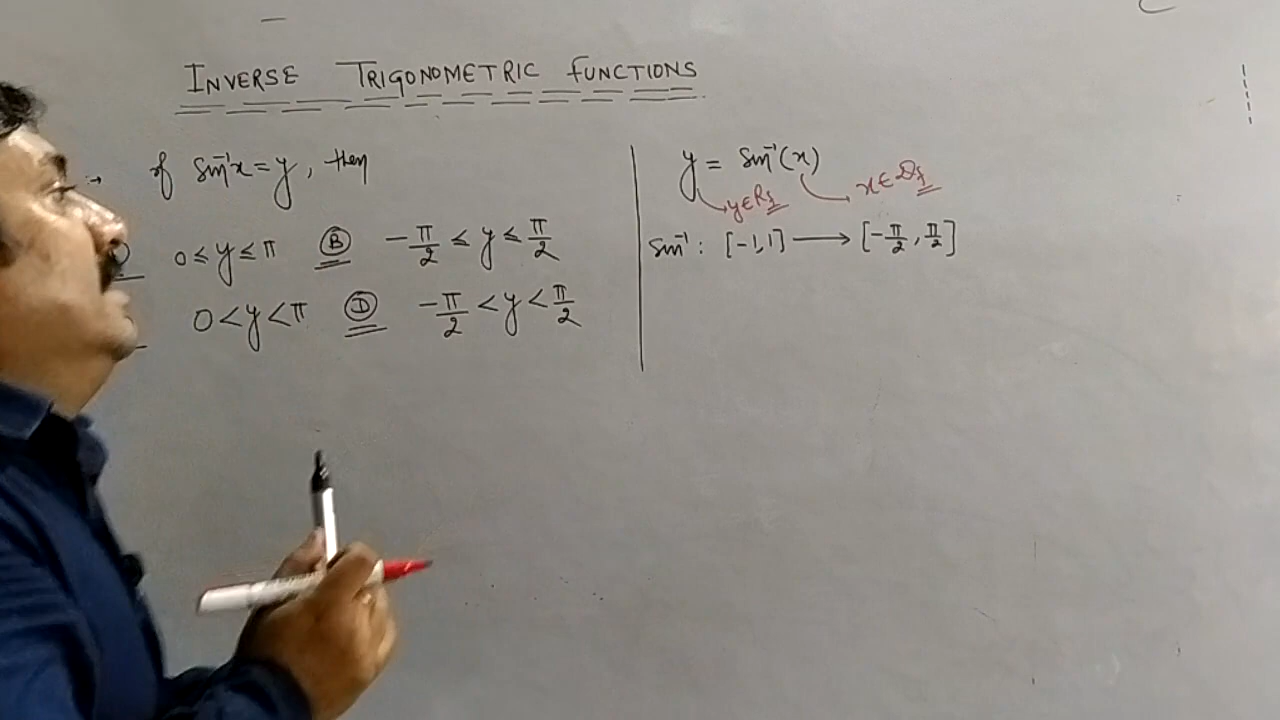 INVERSE TRIGONOMETRIC FUNCTIONS
If sin⁻¹x = y, then
0 ≤ y ≤ π (B) -π/2 ≤ y ≤ π/2
0 < y < π (D) -π/2 < y < π/2
y = sin⁻¹(x)
y ∈ Rf x ∈ Df
sin⁻¹ : [-1,1] ⟶ [-π/2, π/2]